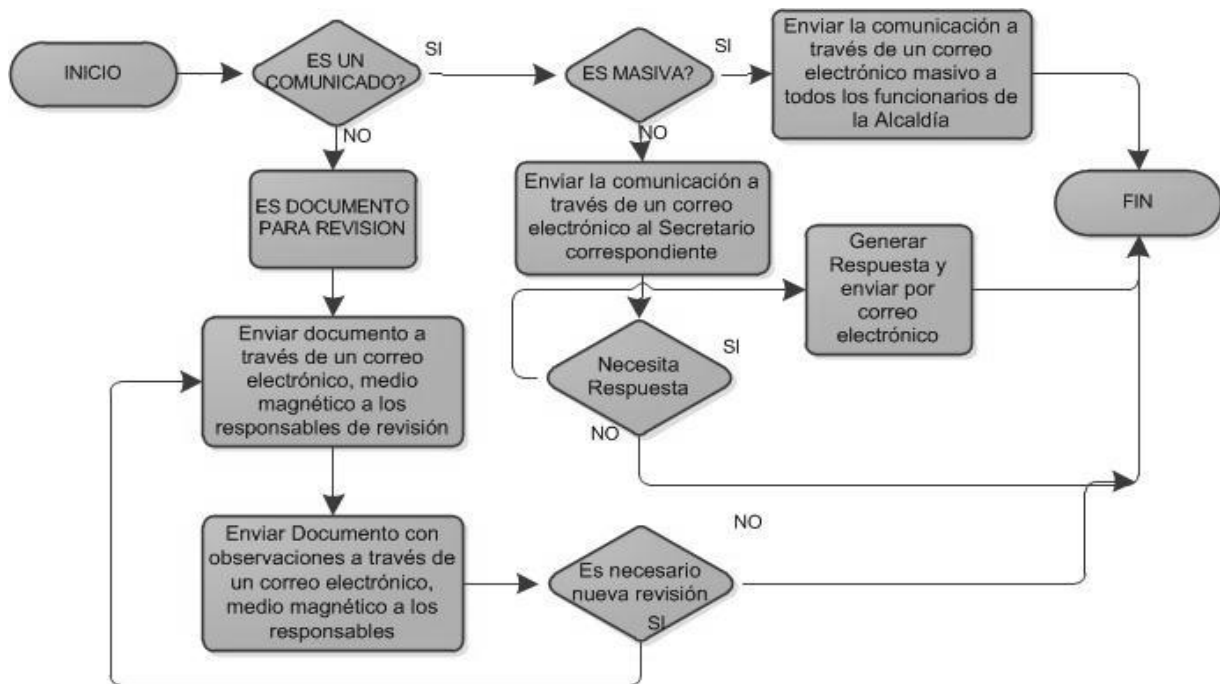 INICIO
ES UN
COMUNICADO?
SI
NO
ES MASIVA?
SI
NO
Enviar la comunicación a
través de un correo
electrónico masivo a
todos los funcionarios de
la Alcaldía
FIN
ES DOCUMENTO
PARA REVISION
Enviar la comunicación a
través de un correo
electrónico al Secretario
correspondiente
Generar
Respuesta y
enviar por
correo
electrónico
Necesita
Respuesta
SI
NO
Enviar documento a
través de un correo
electrónico, medio
magnético a los
responsables de revisión
Enviar Documento con
observaciones a través de
un correo electrónico,
medio magnético a los
responsables
Es necesario
nueva revisión
NO
SI